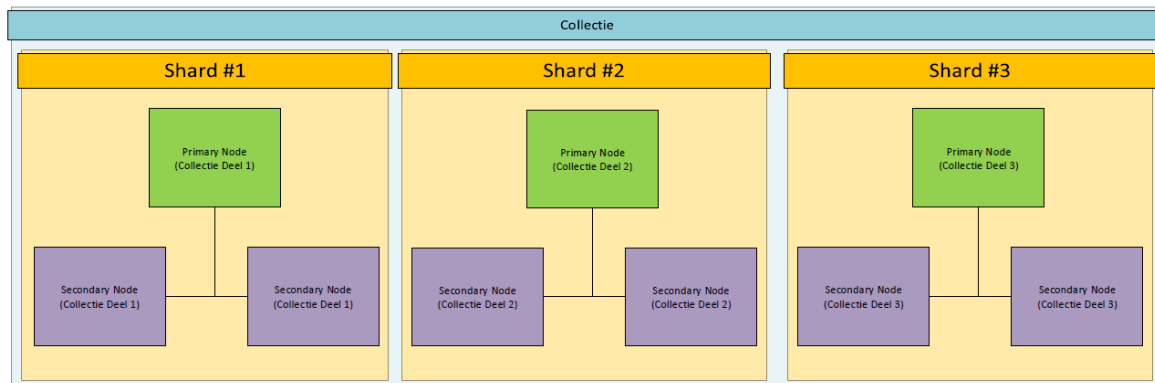 Collectie
Shard #1
Shard #2
Shard #3
Primary Node
(Collectie Deel 1)
Primary Node
(Collectie Deel 2)
Primary Node
(Collectie Deel 3)
Secondary Node
(Collectie Deel 1)
Secondary Node
(Collectie Deel 1)
Secondary Node
(Collectie Deel 2)
Secondary Node
(Collectie Deel 2)
Secondary Node
(Collectie Deel 3)
Secondary Node
(Collectie Deel 3)